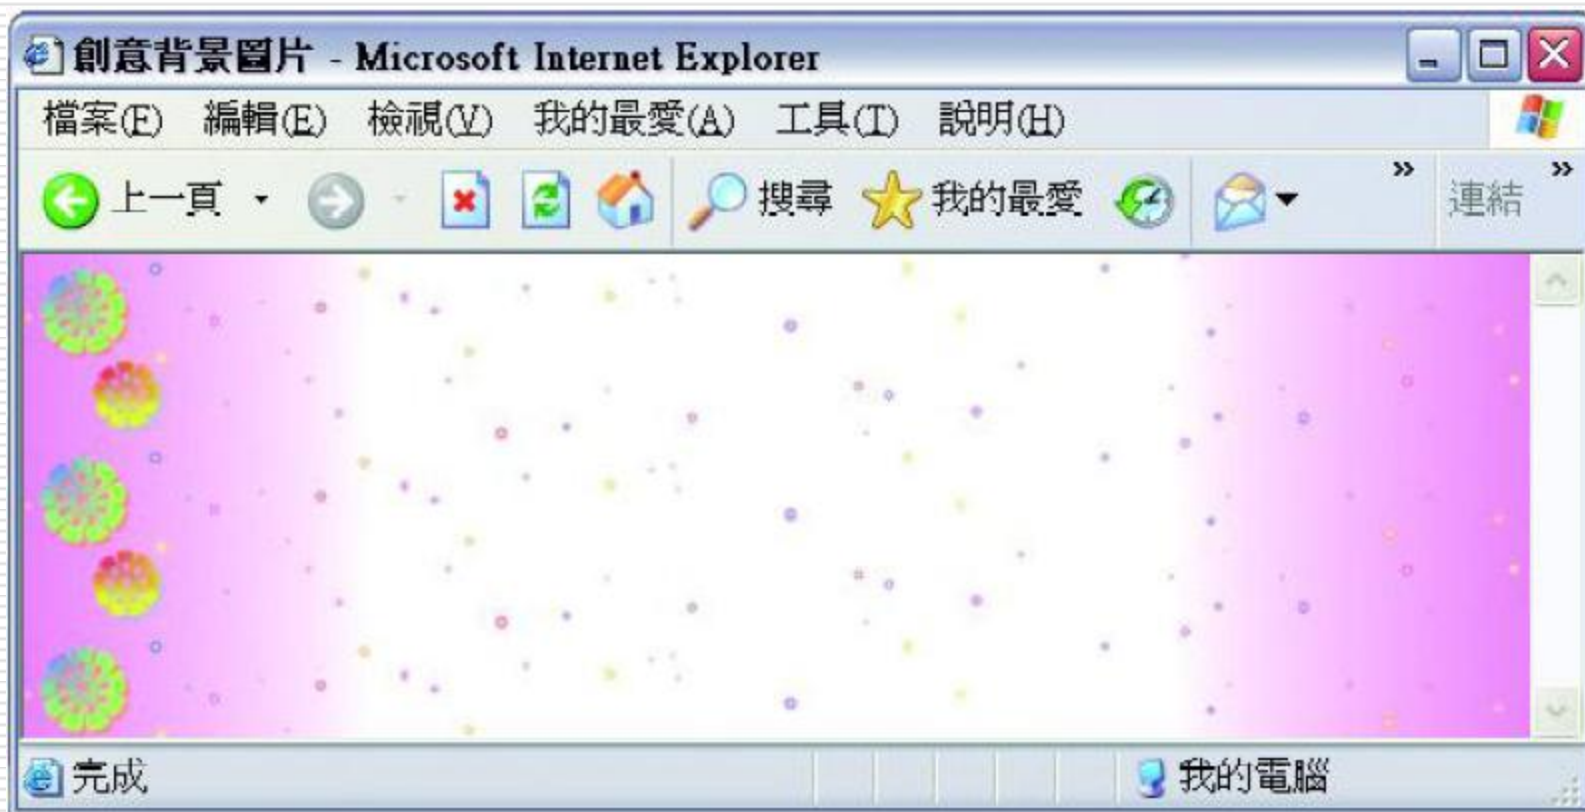 創意背景圖片 - Microsoft Internet Explorer
檔案(F) 編輯(E) 檢視(V) 我的最愛(A) 工具(T) 說明(H)
上一頁 搜尋 我的最愛 » 連結 »
完成 我的電腦